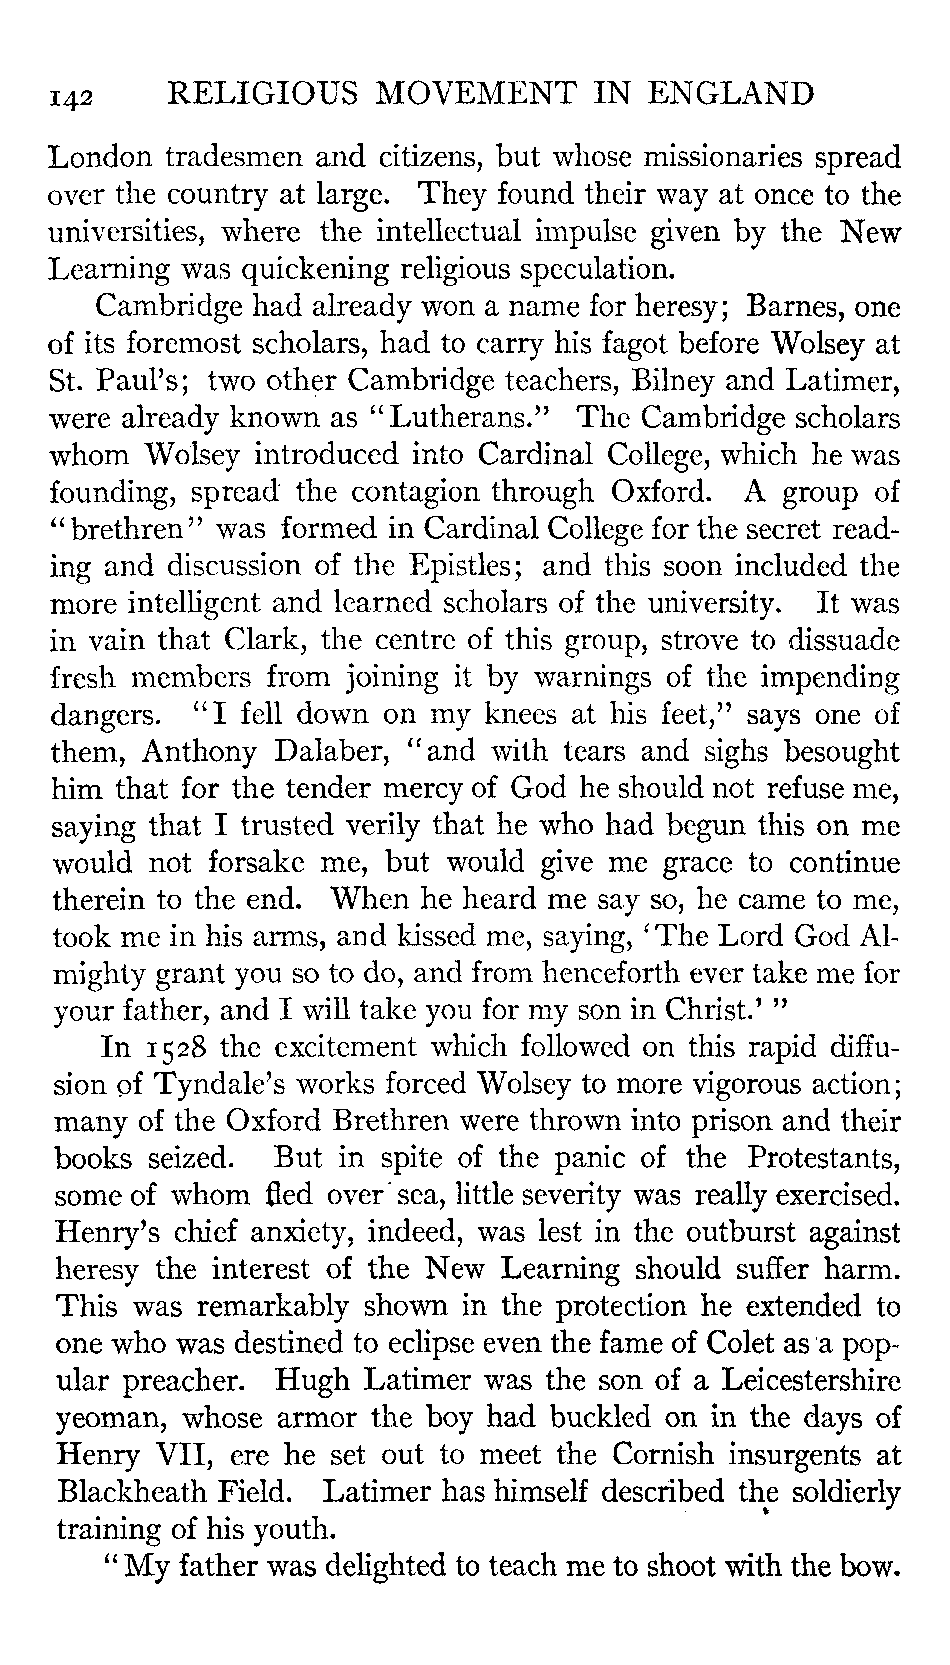 142 RELIGIOUS MOVEMENT IN ENGLAND
London tradesmen and citizens, but whose missionaries spread
over the country at large. They found their way at once to the
universities, where the intellectual impulse given by the New
Learning was quickening religious speculation.
Cambridge had already won a name for heresy; Barnes, one
of its foremost scholars, had to carry his fagot before Wolsey at
St. Paul's; two other Cambridge teachers, Bilney and Latimer,
were already known as "Lutherans." The Cambridge scholars
whom Wolsey introduced into Cardinal College, which he was
founding, spread the contagion through Oxford. A group of
"brethren" was formed in Cardinal College for the secret read-
ing and discussion of the Epistles; and this soon included the
more intelligent and learned scholars of the university. It was
in vain that Clark, the centre of this group, strove to dissuade
fresh members from joining it by warnings of the impending
dangers. "I fell down on my knees at his feet," says one of
them, Anthony Dalaber, "and with tears and sighs besought
him that for the tender mercy of God he should not refuse me,
saying that I trusted verily that he who had begun this on me
would not forsake me, but would give me grace to continue
therein to the end. When he heard me say so, he came to me,
took me in his arms, and kissed me, saying, 'The Lord God Al-
mighty grant you so to do, and from henceforth ever take me for
your father, and I will take you for my son in Christ.' "
In 1528 the excitement which followed on this rapid diffu-
sion of Tyndale's works forced Wolsey to more vigorous action;
many of the Oxford Brethren were thrown into prison and their
books seized. But in spite of the panic of the Protestants,
some of whom fled over sea, little severity was really exercised.
Henry's chief anxiety, indeed, was lest in the outburst against
heresy the interest of the New Learning should suffer harm.
This was remarkably shown in the protection he extended to
one who was destined to eclipse even the fame of Colet as a pop-
ular preacher. Hugh Latimer was the son of a Leicestershire
yeoman, whose armor the boy had buckled on in the days of
Henry VII, ere he set out to meet the Cornish insurgents at
Blackheath Field. Latimer has himself described the soldierly
training of his youth.
"My father was delighted to teach me to shoot with the bow.